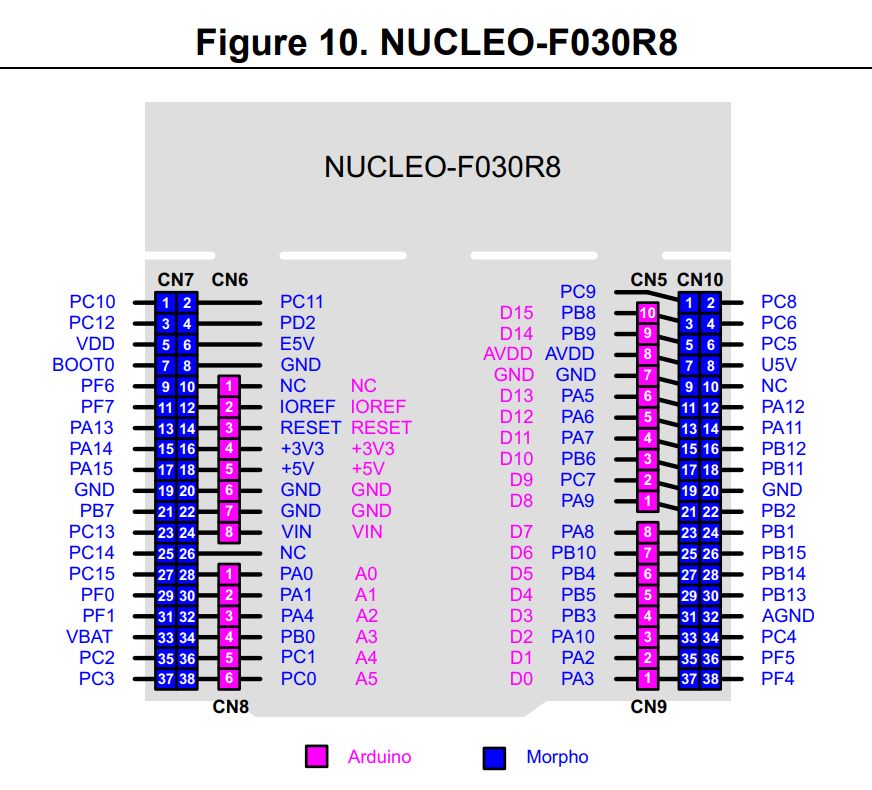 Figure 10. NUCLEO-F030R8
NUCLEO-F030R8
CN7 CN6 CN5 CN10
PC9
PC10 1 2 PC11 1 2 PC8
D15 PB8 10
PC12 3 4 PD2 3 4 PC6
D14 PB9 9
VDD 5 6 E5V 5 6 PC5
AVDD AVDD 8
BOOT0 7 8 GND 7 8 U5V
GND GND 7
PF6 9 10 1 NC NC 9 10 NC
D13 PA5 6
PF7 11 12 2 IOREF IOREF 11 12 PA12
D12 PA6 5
PA13 13 14 3 RESET RESET 13 14 PA11
D11 PA7 4
PA14 15 16 4 +3V3 +3V3 15 16 PB12
D10 PB6 3
PA15 17 18 5 +5V +5V 17 18 PB11
D9 PC7 2
GND 19 20 6 GND GND 19 20 GND
D8 PA9 1
PB7 21 22 7 GND GND 21 22 PB2
PC13 23 24 8 VIN VIN D7 PA8 8 23 24 PB1
PC14 25 26 NC D6 PB10 7 25 26 PB15
PC15 27 28 1 PA0 A0 D5 PB4 6 27 28 PB14
PF0 29 30 2 PA1 A1 D4 PB5 5 29 30 PB13
PF1 31 32 3 PA4 A2 D3 PB3 4 31 32 AGND
VBAT 33 34 4 PB0 A3 D2 PA10 3 33 34 PC4
PC2 35 36 5 PC1 A4 D1 PA2 2 35 36 PF5
PC3 37 38 6 PC0 A5 D0 PA3 1 37 38 PF4
CN8 CN9
Arduino Morpho